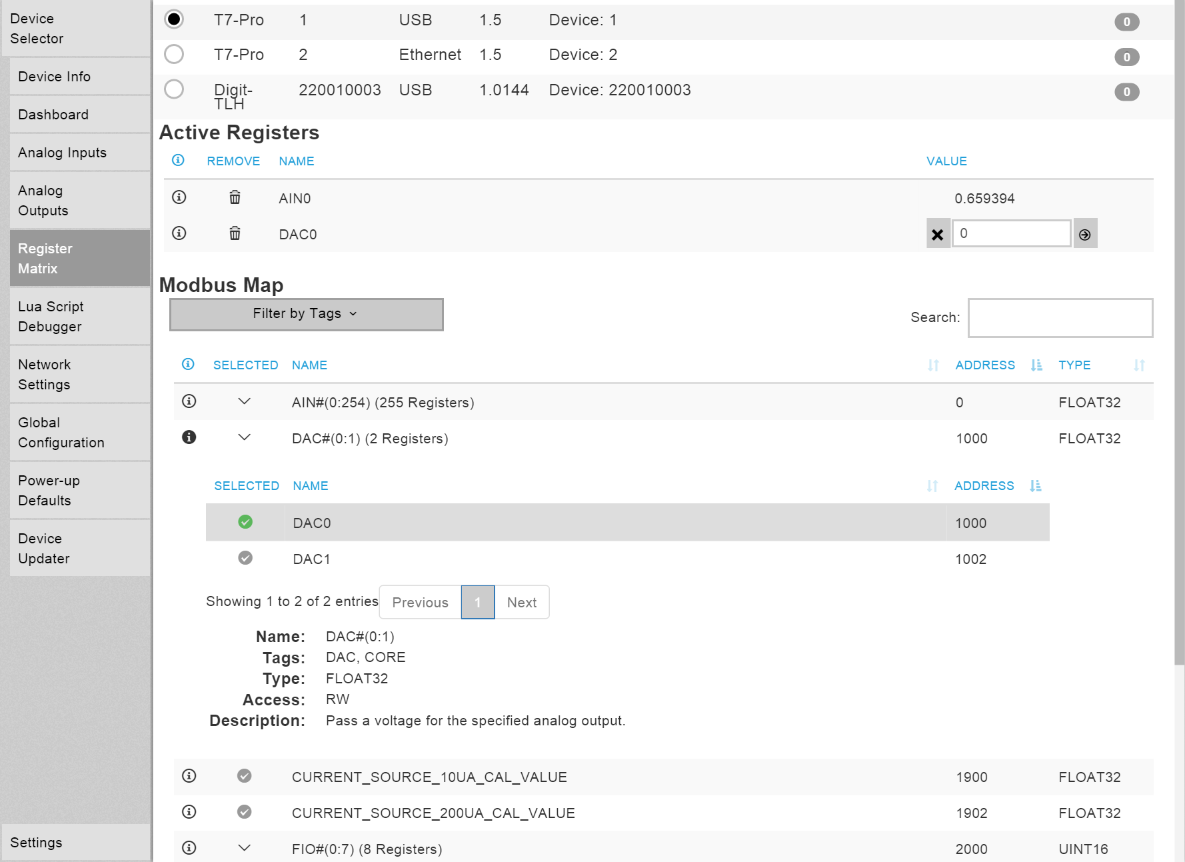 Device
Selector
Device Info
Dashboard
Analog Inputs
Analog
Outputs
Register
Matrix
Lua Script
Debugger
Network
Settings
Global
Configuration
Power-up
Defaults
Device
Updater
Settings
T7-Pro 1 USB 1.5 Device: 1 0
T7-Pro 2 Ethernet 1.5 Device: 2 0
Digit-
TLH 220010003 USB 1.0144 Device: 220010003 0
Active Registers
REMOVE NAME VALUE
AIN0 0.659394
DAC0 0
Modbus Map
Filter by Tags
Search:
SELECTED NAME ADDRESS TYPE
AIN#(0:254) (255 Registers) 0 FLOAT32
DAC#(0:1) (2 Registers) 1000 FLOAT32
SELECTED NAME ADDRESS
DAC0 1000
DAC1 1002
Showing 1 to 2 of 2 entries Previous 1 Next
Name: DAC#(0:1)
Tags: DAC, CORE
Type: FLOAT32
Access: RW
Description: Pass a voltage for the specified analog output.
CURRENT_SOURCE_10UA_CAL_VALUE 1900 FLOAT32
CURRENT_SOURCE_200UA_CAL_VALUE 1902 FLOAT32
FIO#(0:7) (8 Registers) 2000 UINT16